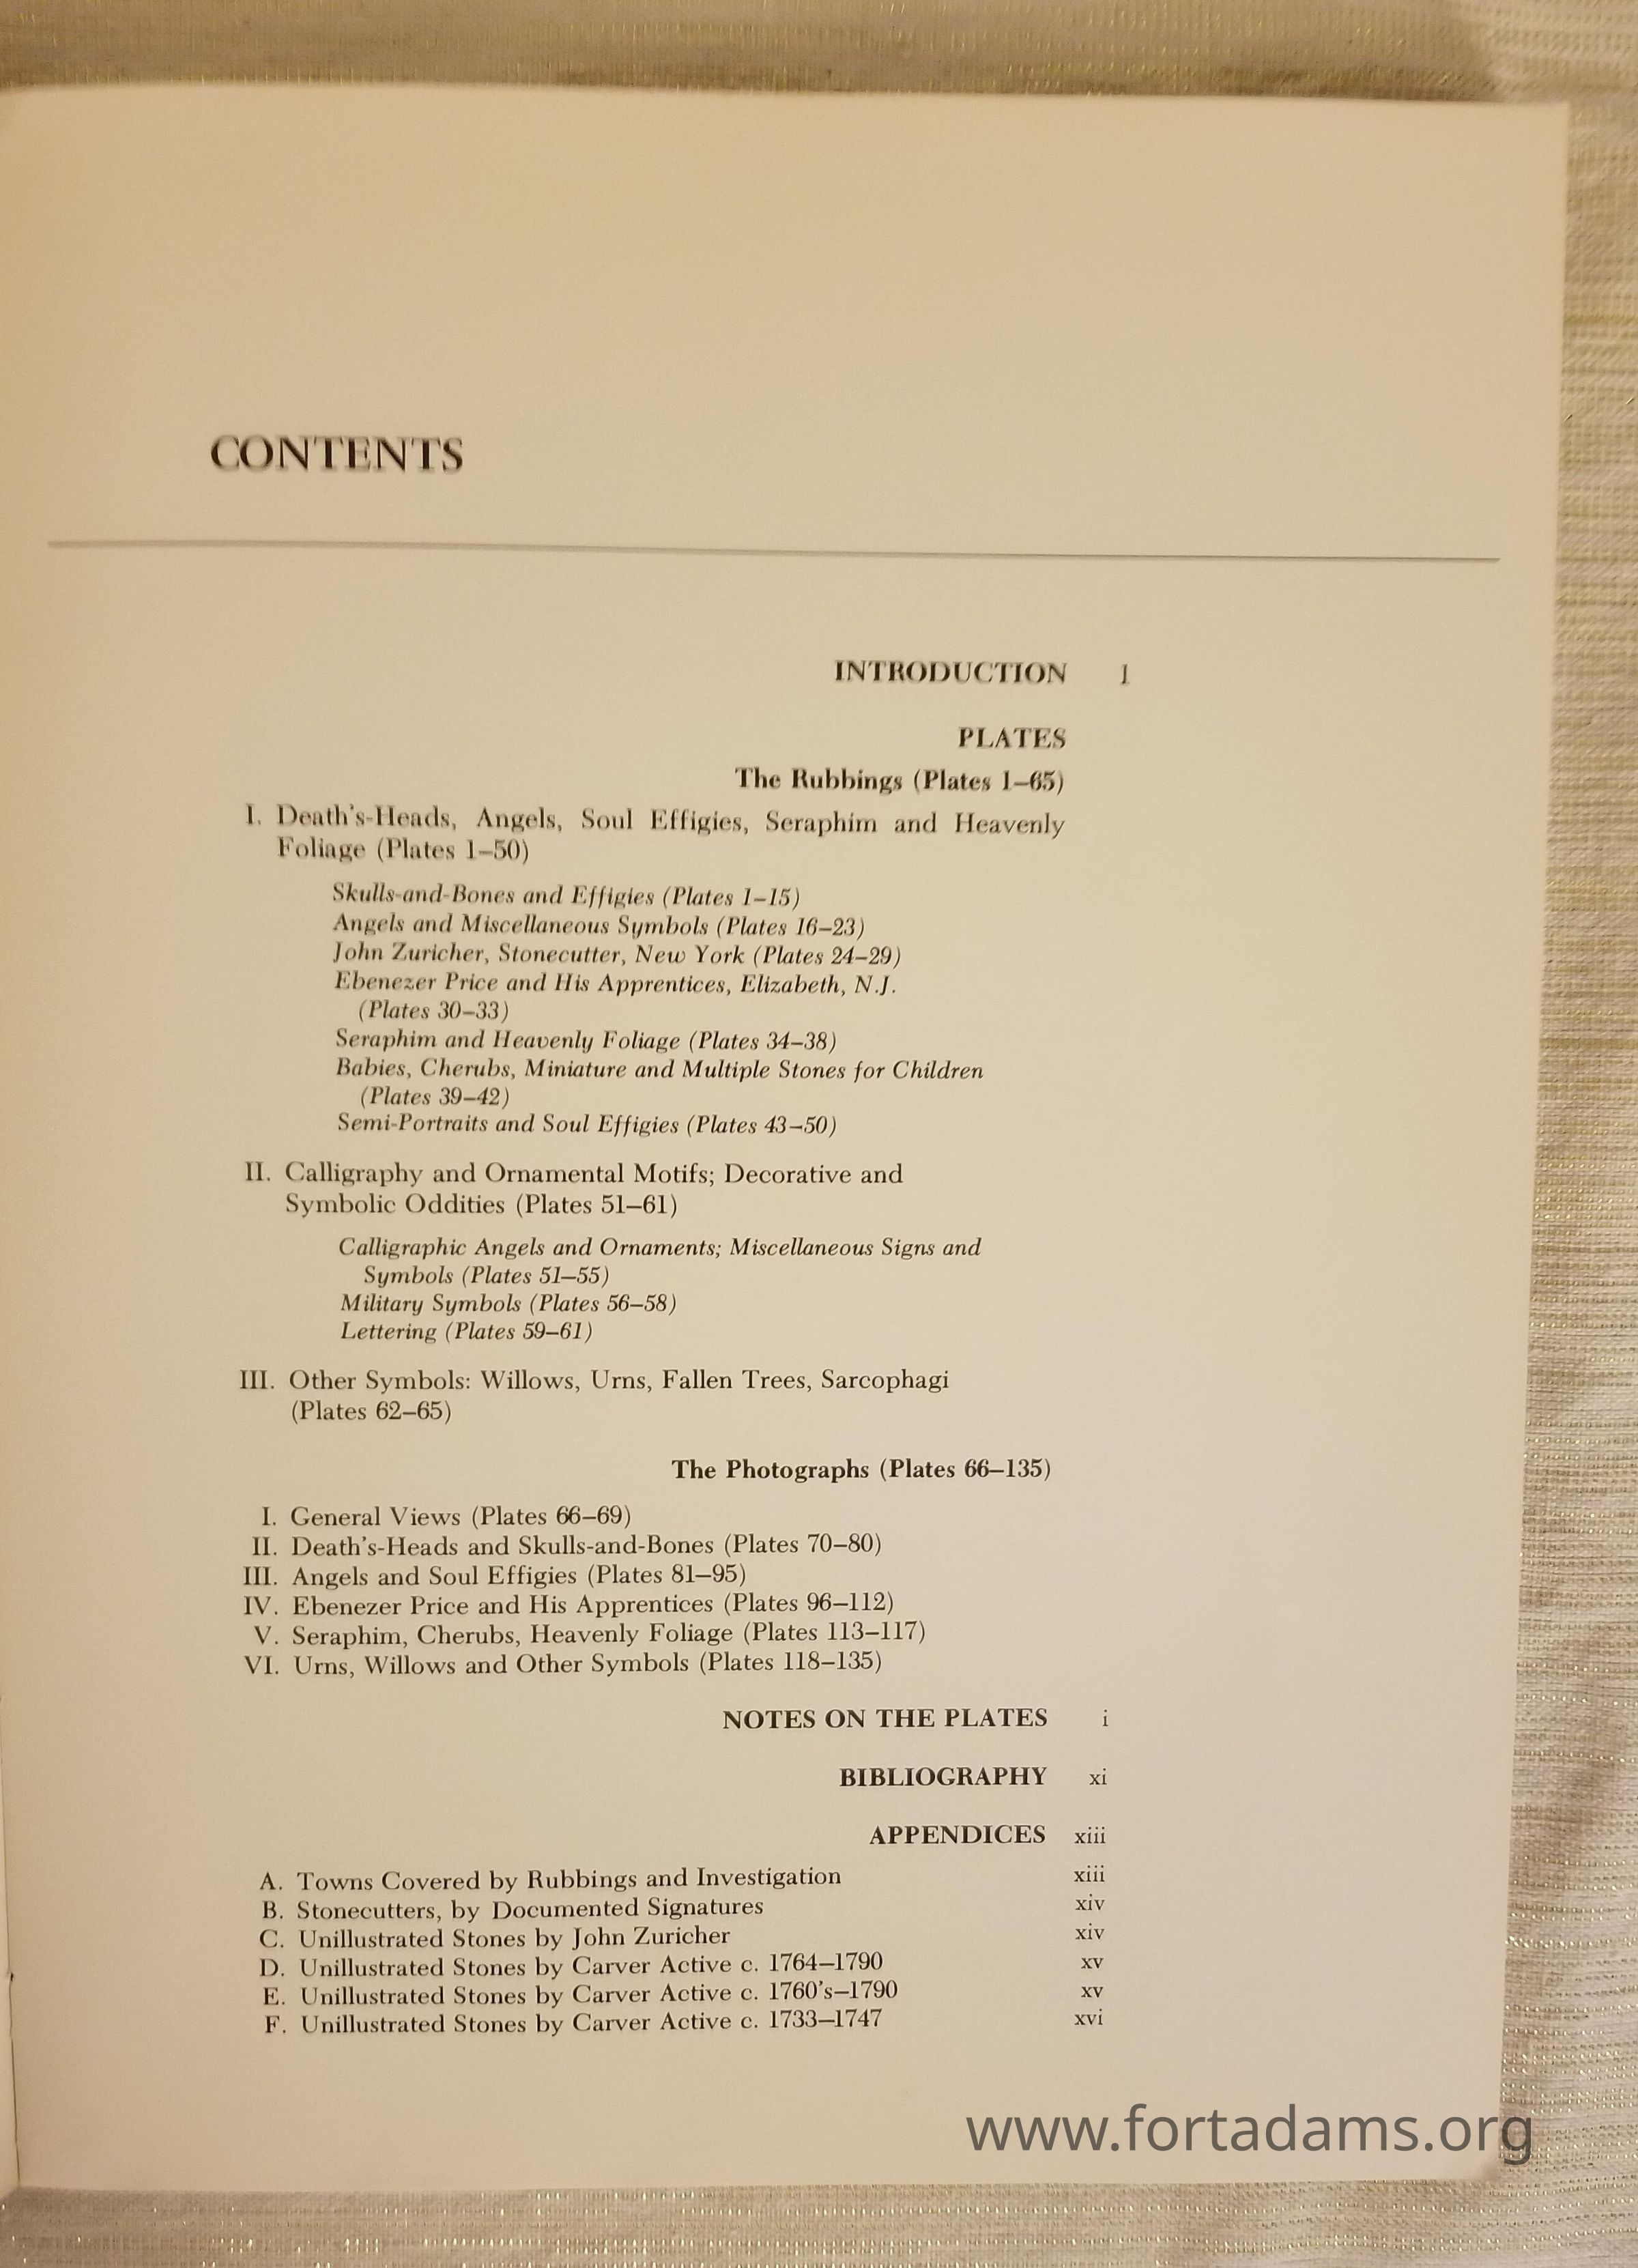 CONTENTS
INTRODUCTION 1
PLATES
The Rubbings (Plates 1–65)
I. Death's-Heads, Angels, Soul Effigies, Seraphim and Heavenly
Foliage (Plates 1–50)
Skulls-and-Bones and Effigies (Plates 1–15)
Angels and Miscellaneous Symbols (Plates 16–23)
John Zuricher, Stonecutter, New York (Plates 24–29)
Ebenezer Price and His Apprentices, Elizabeth, N.J.
(Plates 30–33)
Seraphim and Heavenly Foliage (Plates 34–38)
Babies, Cherubs, Miniature and Multiple Stones for Children
(Plates 39–42)
Semi-Portraits and Soul Effigies (Plates 43–50)
II. Calligraphy and Ornamental Motifs; Decorative and
Symbolic Oddities (Plates 51–61)
Calligraphic Angels and Ornaments; Miscellaneous Signs and
Symbols (Plates 51–55)
Military Symbols (Plates 56–58)
Lettering (Plates 59–61)
III. Other Symbols: Willows, Urns, Fallen Trees, Sarcophagi
(Plates 62–65)
The Photographs (Plates 66–135)
I. General Views (Plates 66–69)
II. Death's-Heads and Skulls-and-Bones (Plates 70–80)
III. Angels and Soul Effigies (Plates 81–95)
IV. Ebenezer Price and His Apprentices (Plates 96–112)
V. Seraphim, Cherubs, Heavenly Foliage (Plates 113–117)
VI. Urns, Willows and Other Symbols (Plates 118–135)
NOTES ON THE PLATES i
BIBLIOGRAPHY xi
APPENDICES xiii
A. Towns Covered by Rubbings and Investigation xiii
B. Stonecutters, by Documented Signatures xiv
C. Unillustrated Stones by John Zuricher xiv
D. Unillustrated Stones by Carver Active c. 1764–1790 xv
E. Unillustrated Stones by Carver Active c. 1760's–1790 xv
F. Unillustrated Stones by Carver Active c. 1733–1747 xvi
www.fortadams.org